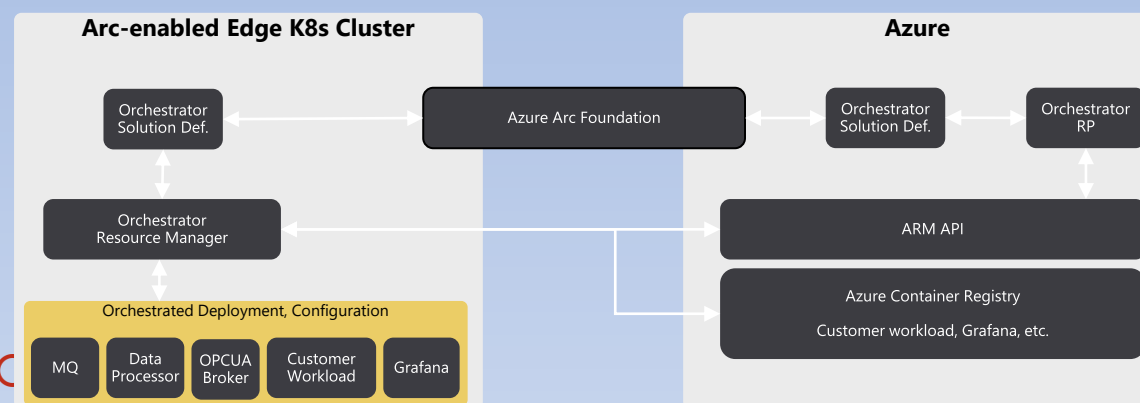 Arc-enabled Edge K8s Cluster
Azure
Orchestrator
Solution Def.
Azure Arc Foundation
Orchestrator
Solution Def.
Orchestrator
RP
Orchestrator
Resource Manager
ARM API
Azure Container Registry
Customer workload, Grafana, etc.
Orchestrated Deployment, Configuration
MQ
Data
Processor
OPCUA
Broker
Customer
Workload
Grafana